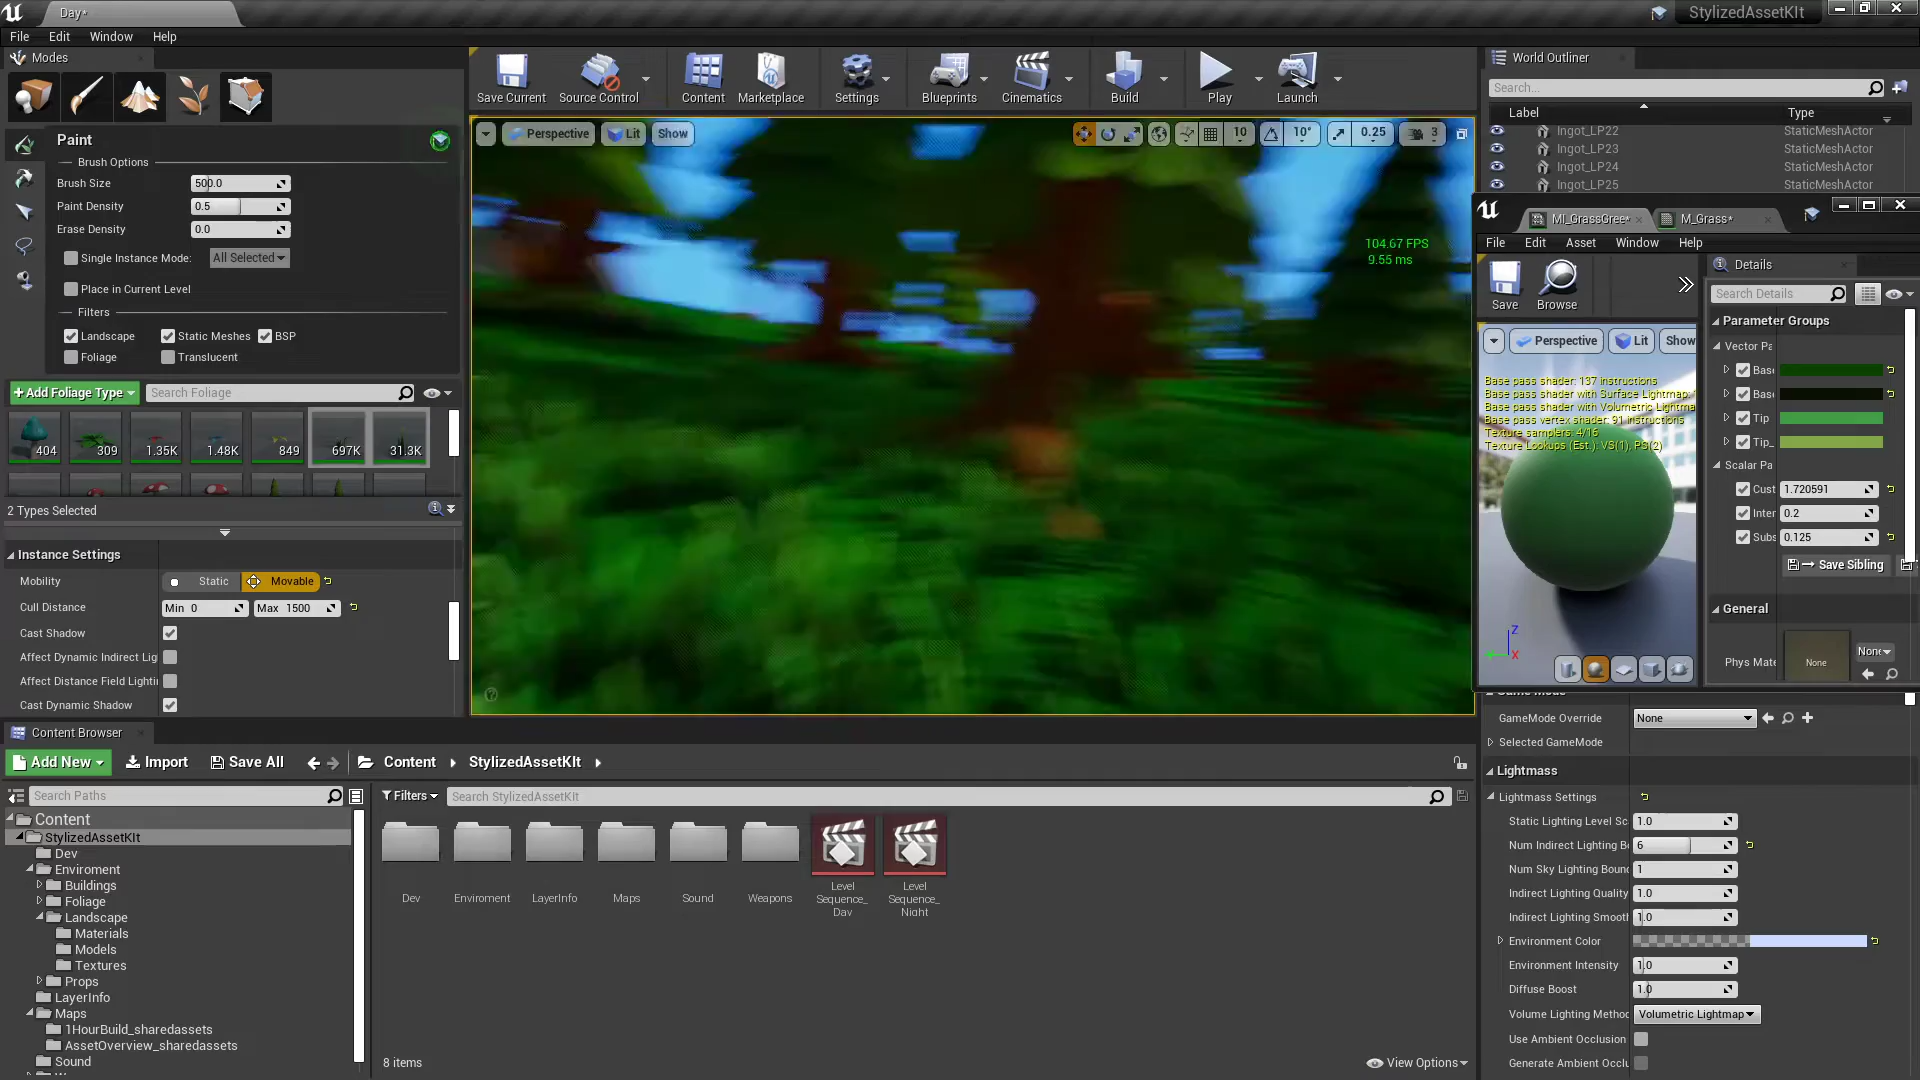 Day*
StylizedAssetKIt
File Edit Window Help
Modes
Save Current
Source Control
Content
Marketplace
Settings
Blueprints
Cinematics
Build
Play
Launch
World Outliner
Search...
Label
Type
Ingot_LP22 StaticMeshActor
Ingot_LP23 StaticMeshActor
Ingot_LP24 StaticMeshActor
Ingot_LP25 StaticMeshActor
Paint
Brush Options
Brush Size 500.0
Paint Density 0.5
Erase Density 0.0
Single Instance Mode: All Selected
Place in Current Level
Filters
Landscape Static Meshes BSP
Foliage Translucent
+Add Foliage Type
Search Foliage
404 309 1.35K 1.48K 849 697K 31.3K
2 Types Selected
Instance Settings
Mobility Static Movable
Cull Distance Min 0 Max 1500
Cast Shadow
Affect Dynamic Indirect Lig
Affect Distance Field Lighti
Cast Dynamic Shadow
Perspective Lit Show
10 10° 0.25 3
104.67 FPS
9.55 ms
MI_GrassGree* M_Grass*
File Edit Asset Window Help
Save Browse
Details
Search Details
Parameter Groups
Vector Pa
Base
Base
Tip
Tip_
Scalar Pa
Cust 1.720591
Inter 0.2
Subs 0.125
Save Sibling
General
Phys Mate
None
None
Perspective Lit Show
Base pass shader: 137 instructions
Base pass shader with Surface Lightmap:
Base pass shader with Volumetric Lightma
Base pass vertex shader: 91 instructions
Texture samplers: 4/16
Texture Lookups (Est.): VS(1), PS(2)
Z
X
GameMode Override None
Selected GameMode
Lightmass
Lightmass Settings
Static Lighting Level Sc 1.0
Num Indirect Lighting B 6
Num Sky Lighting Boun 1
Indirect Lighting Quality 1.0
Indirect Lighting Smoot 1.0
Environment Color
Environment Intensity 1.0
Diffuse Boost 1.0
Volume Lighting Method Volumetric Lightmap
Use Ambient Occlusion
Generate Ambient Occlu
Content Browser
Add New Import Save All Content StylizedAssetKIt
Search Paths
Filters
Search StylizedAssetKIt
Content
StylizedAssetKIt
Dev
Enviroment
Buildings
Foliage
Landscape
Materials
Models
Textures
Props
LayerInfo
Maps
1HourBuild_sharedassets
AssetOverview_sharedassets
Sound
Dev
Enviroment
LayerInfo
Maps
Sound
Weapons
Level
Sequence_
Day
Level
Sequence_
Night
8 items
View Options